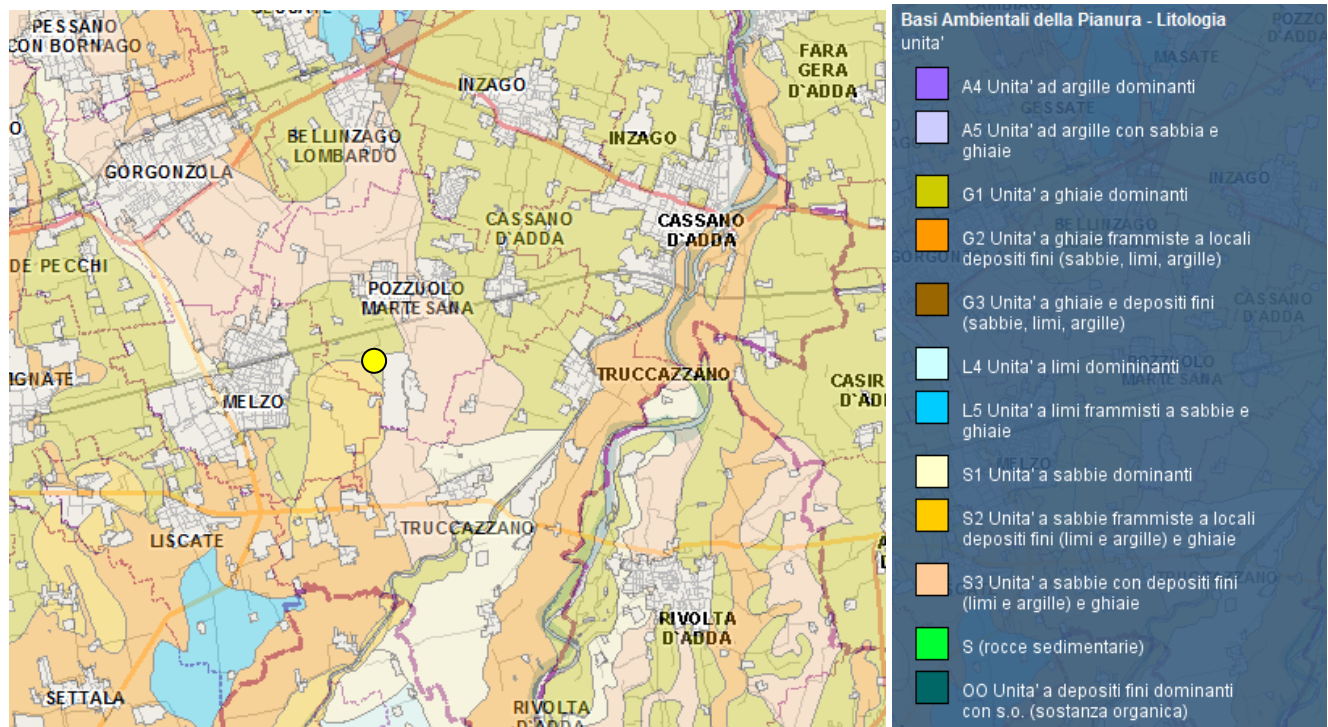 PESSANO
CON BORNAGO
FARA
GERA
D`ADDA
INZAGO
BELLINZAGO
LOMBARDO
INZAGO
GORGONZOLA
CASSANO
D`ADDA
CASSANO
D`ADDA
DE PECCHI
POZZUOLO
MARTESANA
TRUCCAZZANO
CASIR
MELZO
TRUCCAZZANO
LISCATE
RIVOLTA
D`ADDA
SETTALA
RIVOLTA
D`ADDA
Basi Ambientali della Pianura - Litologia
unita'
A4 Unita' ad argille dominanti
A5 Unita' ad argille con sabbia e
ghiaie
G1 Unita' a ghiaie dominanti
G2 Unita' a ghiaie frammiste a locali
depositi fini (sabbie, limi, argille)
G3 Unita' a ghiaie e depositi fini
(sabbie, limi, argille)
L4 Unita' a limi domininanti
L5 Unita' a limi frammisti a sabbie e
ghiaie
S1 Unita' a sabbie dominanti
S2 Unita' a sabbie frammiste a locali
depositi fini (limi e argille) e ghiaie
S3 Unita' a sabbie con depositi fini
(limi e argille) e ghiaie
S (rocce sedimentarie)
OO Unita' a depositi fini dominanti
con s.o. (sostanza organica)